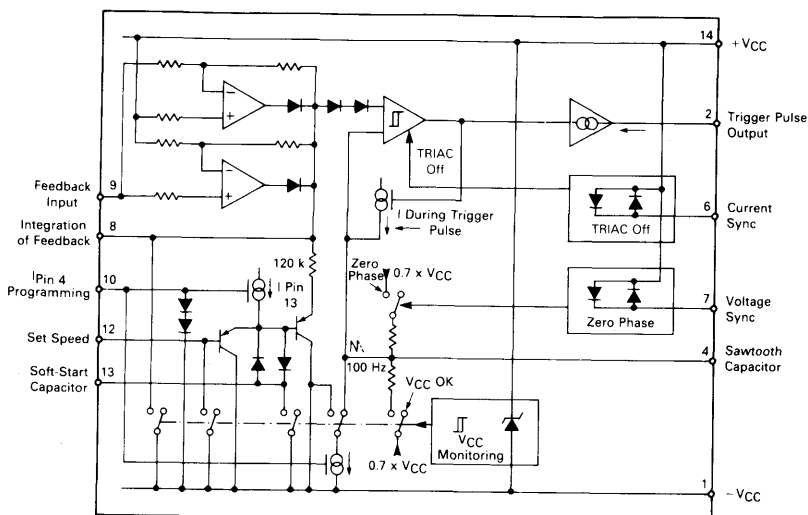 14
+VCC
2
Trigger Pulse
Output
TRIAC
Off
Feedback
Input
9
I During Trigger
Pulse
6
Current
Sync
TRIAC Off
Integration
of Feedback
8
120 k
Zero
Phase
0.7 x VCC
IPin 4
Programming
10
I Pin
13
7
Voltage
Sync
Zero Phase
Set Speed
12
100 Hz
4
Sawtooth
Capacitor
Soft-Start
Capacitor
13
VCC OK
VCC
Monitoring
0.7 x VCC
1
–VCC